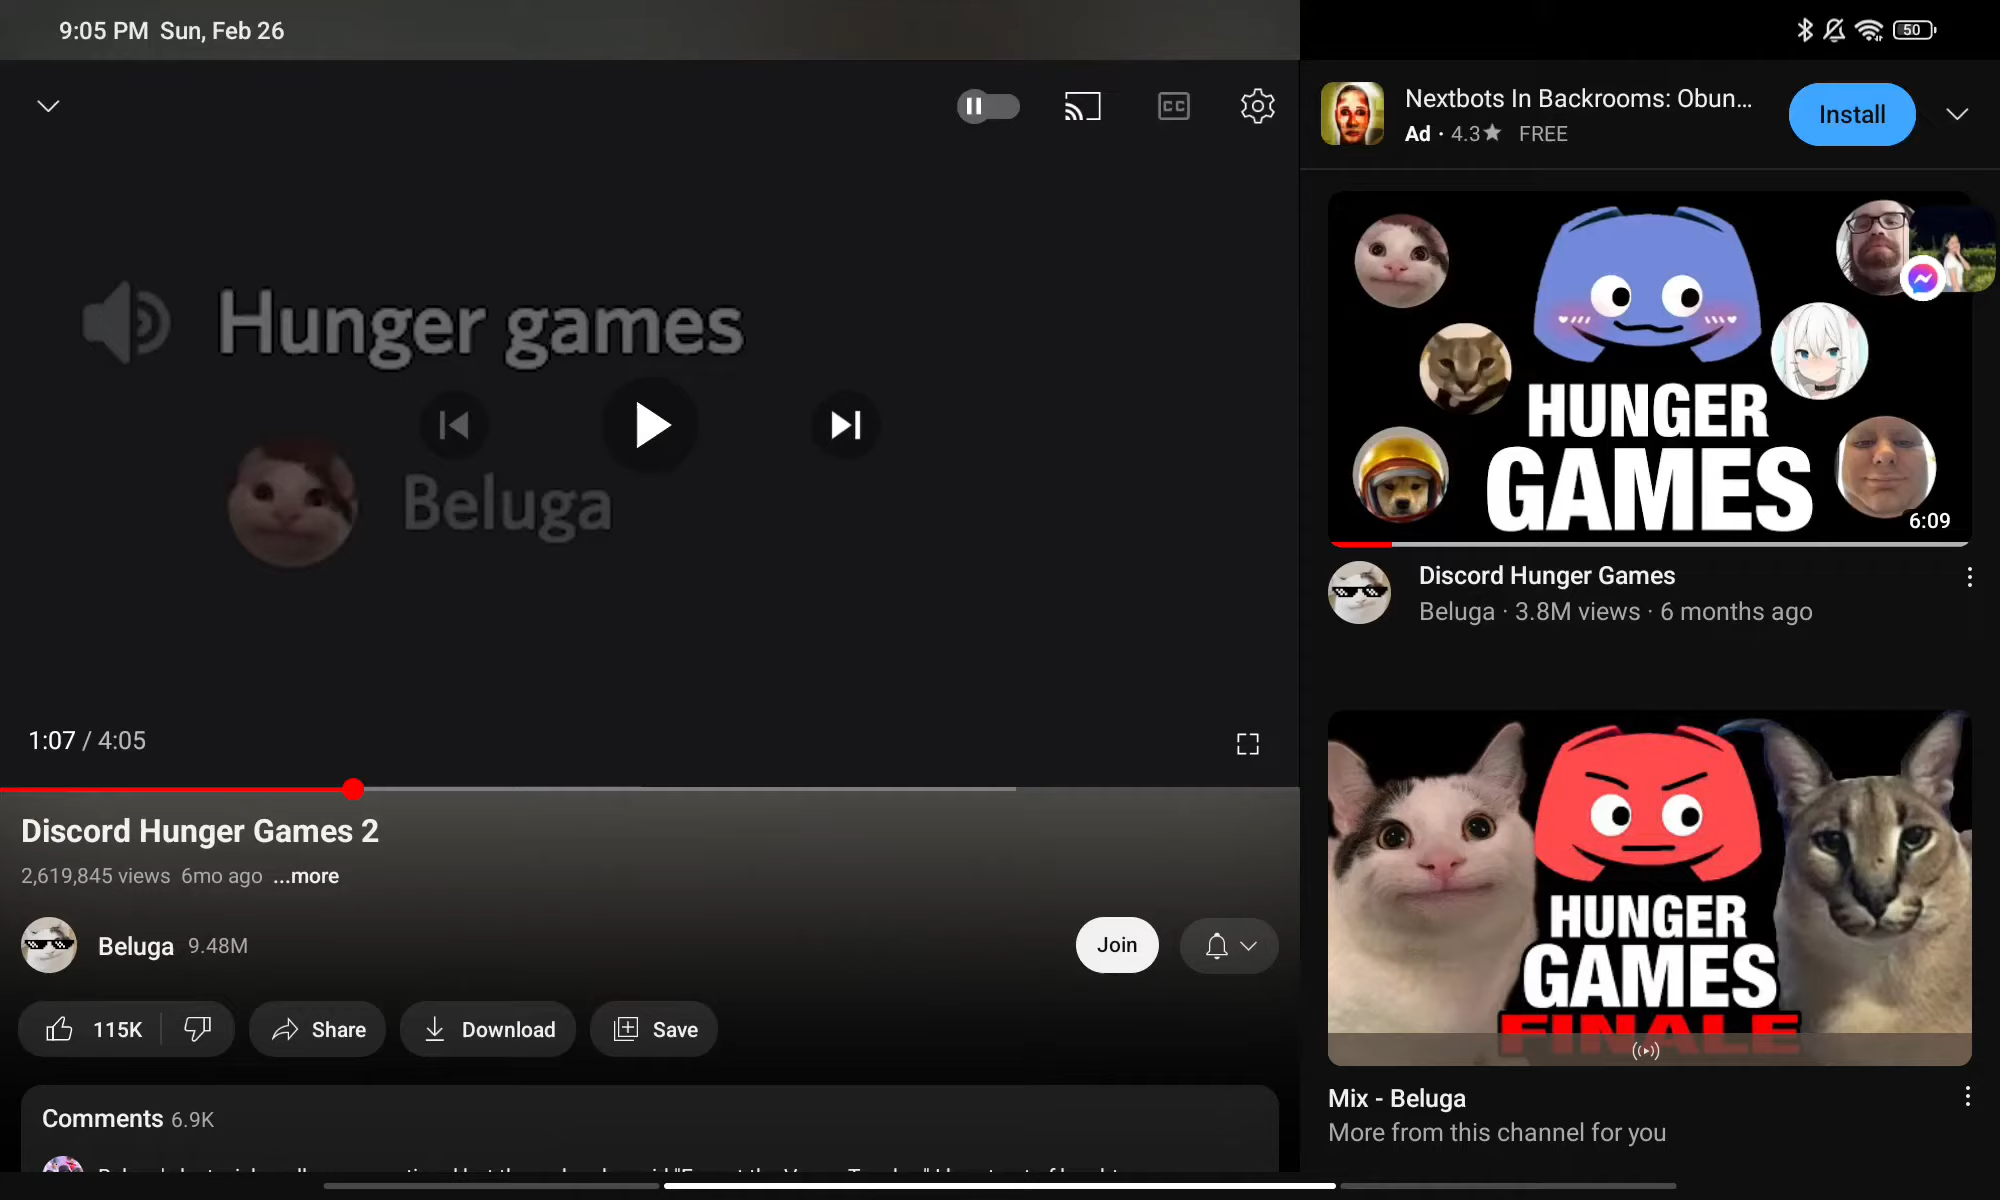 9:05 PM Sun, Feb 26
50
CC
Hunger games
Beluga
1:07 / 4:05
Discord Hunger Games 2
2,619,845 views 6mo ago ...more
Beluga 9.48M
Join
115K
Share
Download
Save
Comments 6.9K
Nextbots In Backrooms: Obun...
Ad · 4.3★ FREE
Install
HUNGER
GAMES
6:09
Discord Hunger Games
Beluga · 3.8M views · 6 months ago
HUNGER
GAMES
FINALE
Mix - Beluga
More from this channel for you